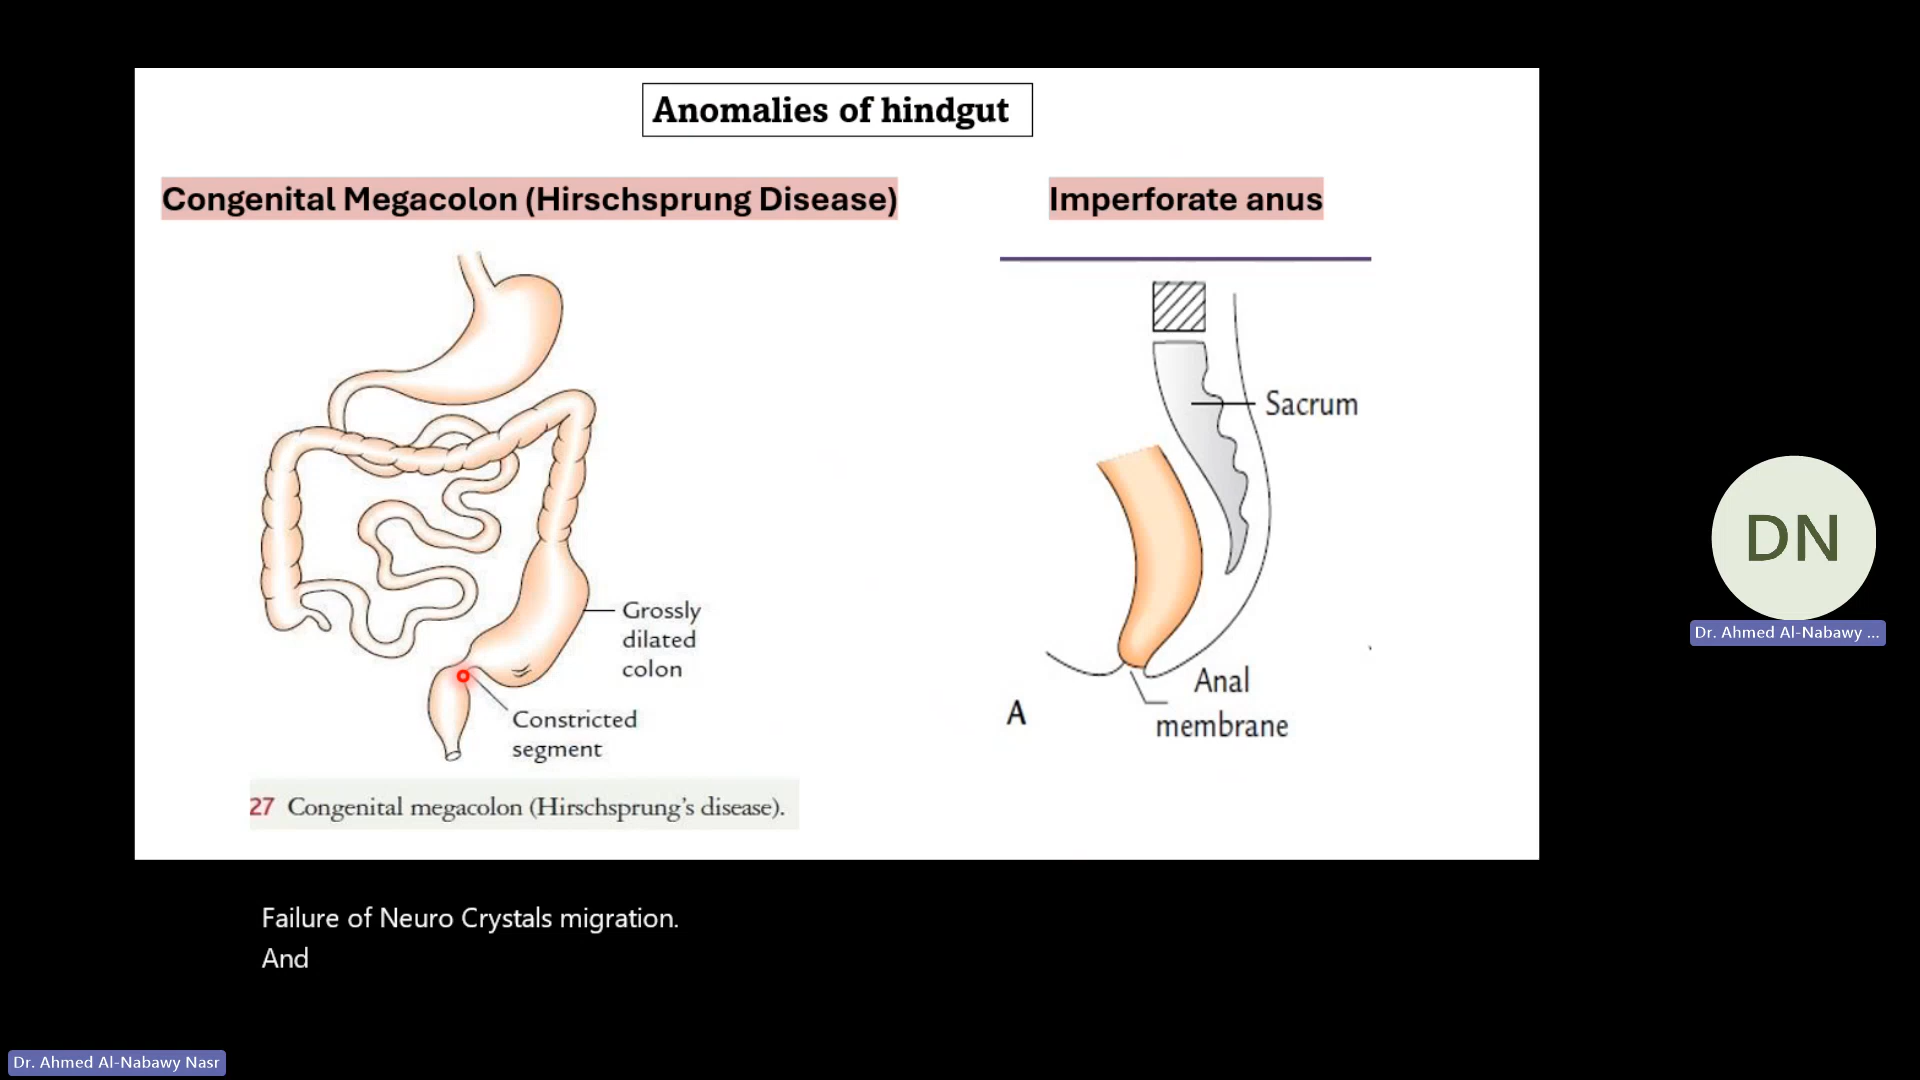 Anomalies of hindgut
Congenital Megacolon (Hirschsprung Disease)
Imperforate anus
Grossly
dilated
colon
Constricted
segment
27 Congenital megacolon (Hirschsprung's disease).
Sacrum
Anal
membrane
A
DN
Dr. Ahmed Al-Nabawy ...
Failure of Neuro Crystals migration.
And
Dr. Ahmed Al-Nabawy Nasr